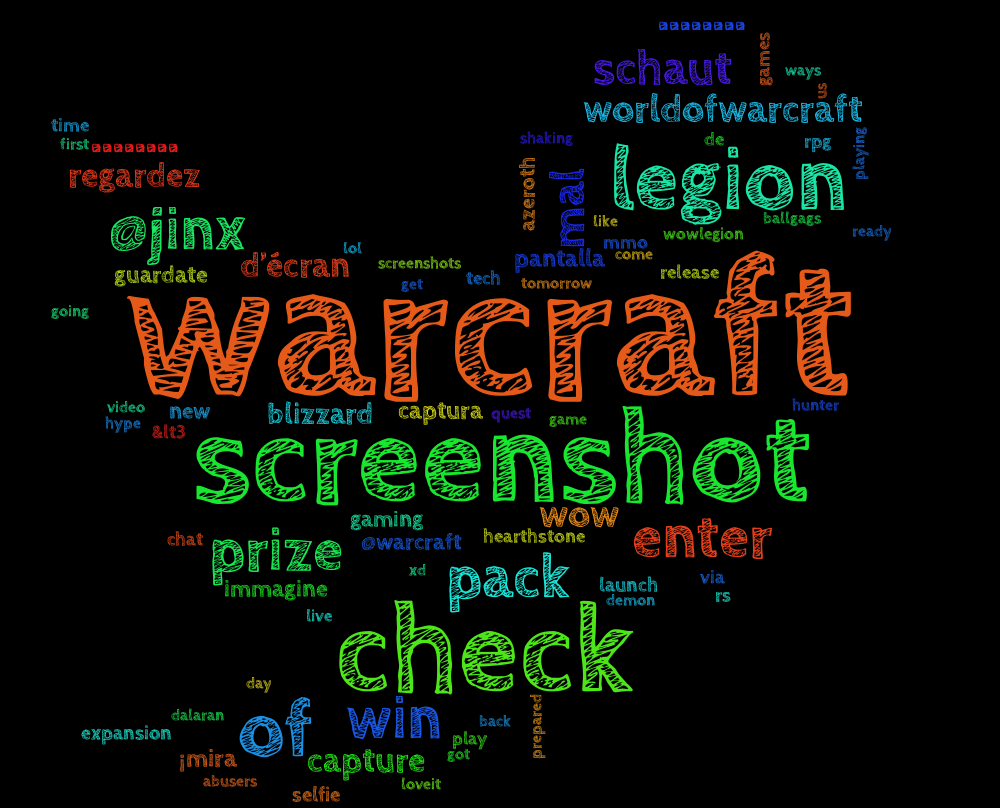 schaut
games
ways
us
worldofwarcraft
time
first
shaking
de
rpg
playing
regardez
azeroth
mal
legion
@jinx
like
ballgags
lol
mmo
wowlegion
ready
guardate
d'écran
screenshots
pantalla
come
get
tech
tomorrow
release
going
warcraft
video
new
blizzard
captura
quest
game
hunter
hype
&lt3
screenshot
gaming
wow
chat
prize
@warcraft
hearthstone
enter
immagine
xd
pack
launch
via
demon
rs
live
check
day
dalaran
of
win
back
prepared
expansion
play
¡mira
capture
got
abusers
loveit
selfie